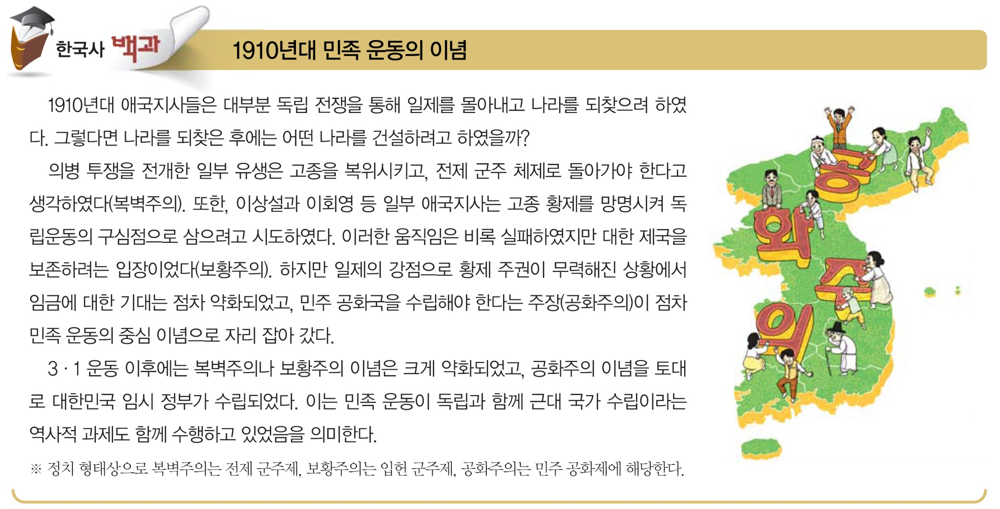 한국사 백과
1910년대 민족 운동의 이념
1910년대 애국지사들은 대부분 독립 전쟁을 통해 일제를 몰아내고 나라를 되찾으려 하였
다. 그렇다면 나라를 되찾은 후에는 어떤 나라를 건설하려고 하였을까?
의병 투쟁을 전개한 일부 유생은 고종을 복위시키고, 전제 군주 체제로 돌아가야 한다고
생각하였다(복벽주의). 또한, 이상설과 이회영 등 일부 애국지사는 고종 황제를 망명시켜 독
립운동의 구심점으로 삼으려고 시도하였다. 이러한 움직임은 비록 실패하였지만 대한 제국을
보존하려는 입장이었다(보황주의). 하지만 일제의 강점으로 황제 주권이 무력해진 상황에서
임금에 대한 기대는 점차 약화되었고, 민주 공화국을 수립해야 한다는 주장(공화주의)이 점차
민족 운동의 중심 이념으로 자리 잡아 갔다.
3·1 운동 이후에는 복벽주의나 보황주의 이념은 크게 약화되었고, 공화주의 이념을 토대
로 대한민국 임시 정부가 수립되었다. 이는 민족 운동이 독립과 함께 근대 국가 수립이라는
역사적 과제도 함께 수행하고 있었음을 의미한다.
※ 정치 형태상으로 복벽주의는 전제 군주제, 보황주의는 입헌 군주제, 공화주의는 민주 공화제에 해당한다.
공
화
주
의